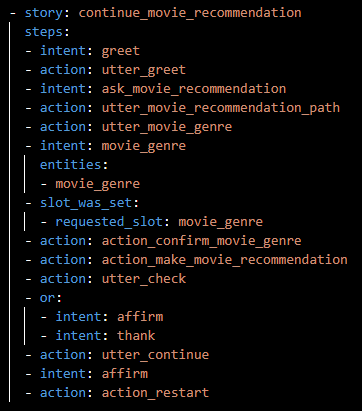 - story: continue_movie_recommendation
  steps:
  - intent: greet
  - action: utter_greet
  - intent: ask_movie_recommendation
  - action: utter_movie_recommendation_path
  - action: utter_movie_genre
  - intent: movie_genre
    entities:
    - movie_genre
  - slot_was_set:
    - requested_slot: movie_genre
  - action: action_confirm_movie_genre
  - action: action_make_movie_recommendation
  - action: utter_check
  - or:
    - intent: affirm
    - intent: thank
  - action: utter_continue
  - intent: affirm
  - action: action_restart